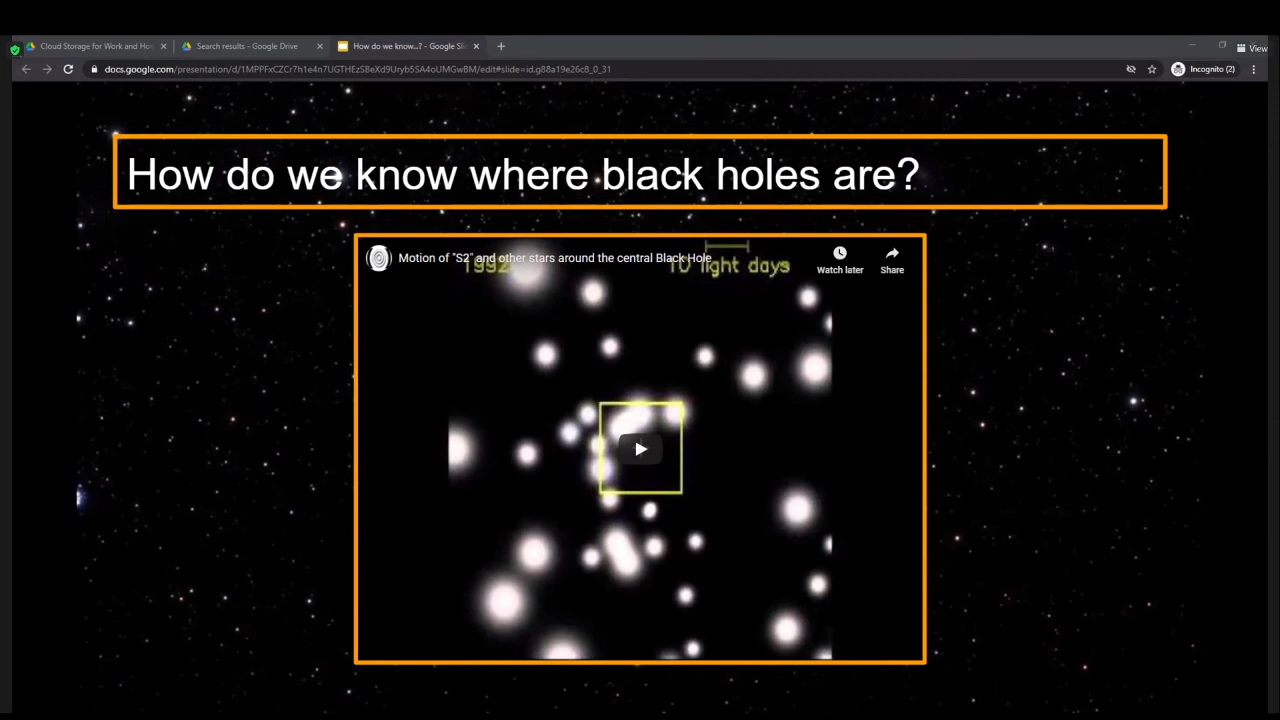 Cloud Storage for Work and Hom
Search results - Google Drive
How do we know...? - Google Sli
View
docs.google.com/presentation/d/1MPPFxCZCr7h1e4n7UGTHEzSBeXd9Uryb5SA4oUMGwBM/edit#slide=id.g88a19e26c8_0_31
Incognito (2)
How do we know where black holes are?
Motion of "S2" and other stars around the central Black Hole
Watch later
Share
1992
10 light days